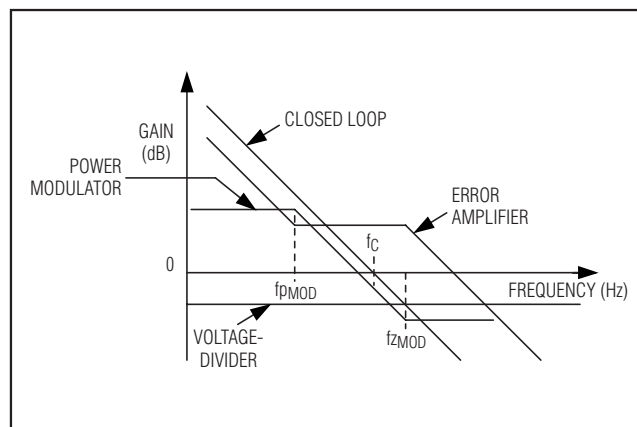 CLOSED LOOP
GAIN
(dB)
POWER
MODULATOR
ERROR
AMPLIFIER
fC
0
fpMOD
FREQUENCY (Hz)
VOLTAGE-
DIVIDER
fzMOD